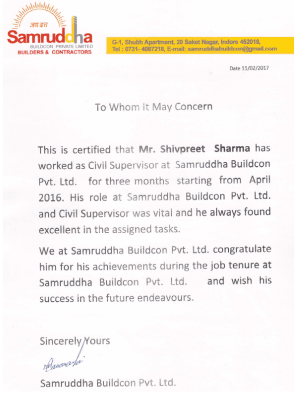 जय श्री
Samruddha
BUILDCON PRIVATE LIMITED
BUILDERS & CONTRACTORS
G-1, Shubh Apartment, 29 Saket Nagar, Indore 452018,
Tel : 0731- 4087218, E-mail: samruddhabuildcon@gmail.com
Date 11/02/2017
To Whom it May Concern
This is certified that Mr. Shivpreet Sharma has
worked as Civil Supervisor at Samruddha Buildcon
Pvt. Ltd. for three months starting from April
2016. His role at Samruddha Buildcon Pvt. Ltd.
and Civil Supervisor was vital and he always found
excellent in the assigned tasks.
We at Samruddha Buildcon Pvt. Ltd. congratulate
him for his achievements during the job tenure at
Samruddha Buildcon Pvt. Ltd. and wish his
success in the future endeavours.
Sincerely Yours
Samruddha Buildcon Pvt. Ltd.